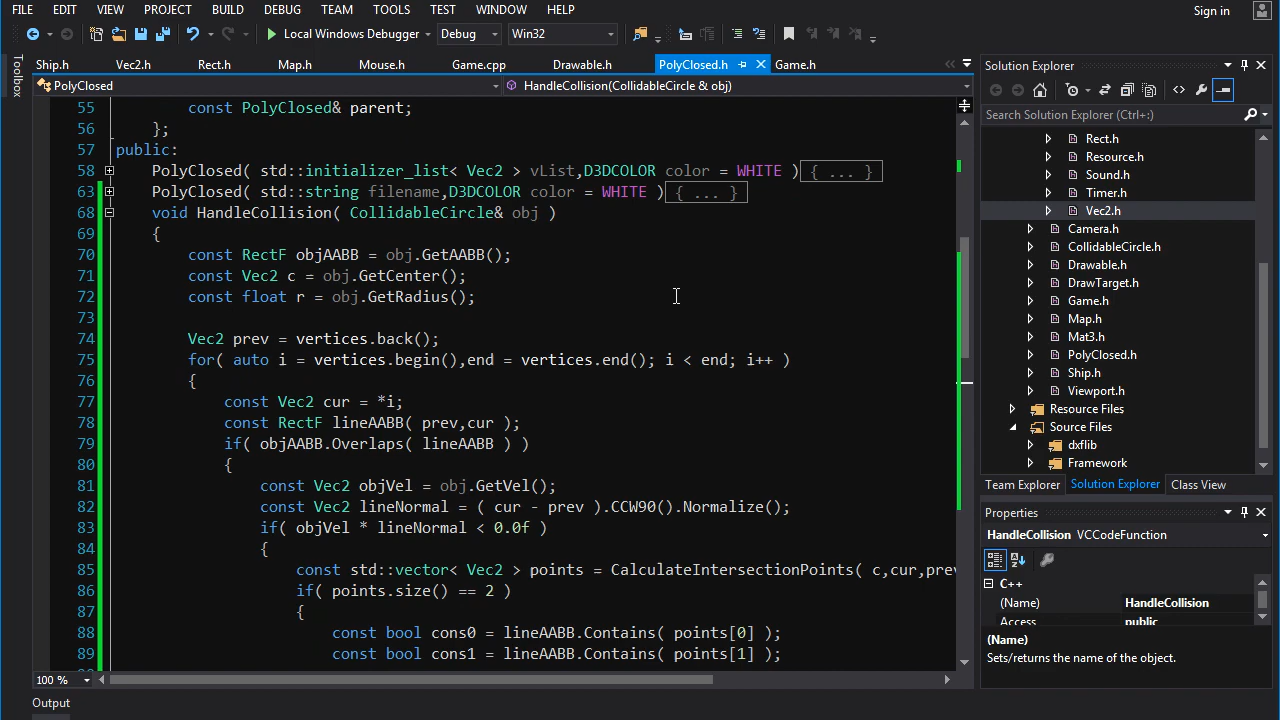 FILE EDIT VIEW PROJECT BUILD DEBUG TEAM TOOLS TEST WINDOW HELP Sign in
Local Windows Debugger Debug Win32
Toolbox
Ship.h Vec2.h Rect.h Map.h Mouse.h Game.cpp Drawable.h PolyClosed.h Game.h
PolyClosed HandleCollision(CollidableCircle & obj)
55 const PolyClosed& parent;
56 };
57 public:
58 PolyClosed( std::initializer_list< Vec2 > vList,D3DCOLOR color = WHITE ){ ... }
63 PolyClosed( std::string filename,D3DCOLOR color = WHITE ){ ... }
68 void HandleCollision( CollidableCircle& obj )
69 {
70 const RectF objAABB = obj.GetAABB();
71 const Vec2 c = obj.GetCenter();
72 const float r = obj.GetRadius();
73
74 Vec2 prev = vertices.back();
75 for( auto i = vertices.begin(),end = vertices.end(); i < end; i++ )
76 {
77 const Vec2 cur = *i;
78 const RectF lineAABB( prev,cur );
79 if( objAABB.Overlaps( lineAABB ) )
80 {
81 const Vec2 objVel = obj.GetVel();
82 const Vec2 lineNormal = ( cur - prev ).CCW90().Normalize();
83 if( objVel * lineNormal < 0.0f )
84 {
85 const std::vector< Vec2 > points = CalculateIntersectionPoints( c,cur,prev
86 if( points.size() == 2 )
87 {
88 const bool cons0 = lineAABB.Contains( points[0] );
89 const bool cons1 = lineAABB.Contains( points[1] );
100 %
Output
Solution Explorer
Search Solution Explorer (Ctrl+;)
Rect.h
Resource.h
Sound.h
Timer.h
Vec2.h
Camera.h
CollidableCircle.h
Drawable.h
DrawTarget.h
Game.h
Map.h
Mat3.h
PolyClosed.h
Ship.h
Viewport.h
Resource Files
Source Files
dxflib
Framework
Team Explorer Solution Explorer Class View
Properties
HandleCollision VCCodeFunction
C++
(Name) HandleCollision
Access public
(Name)
Sets/returns the name of the object.